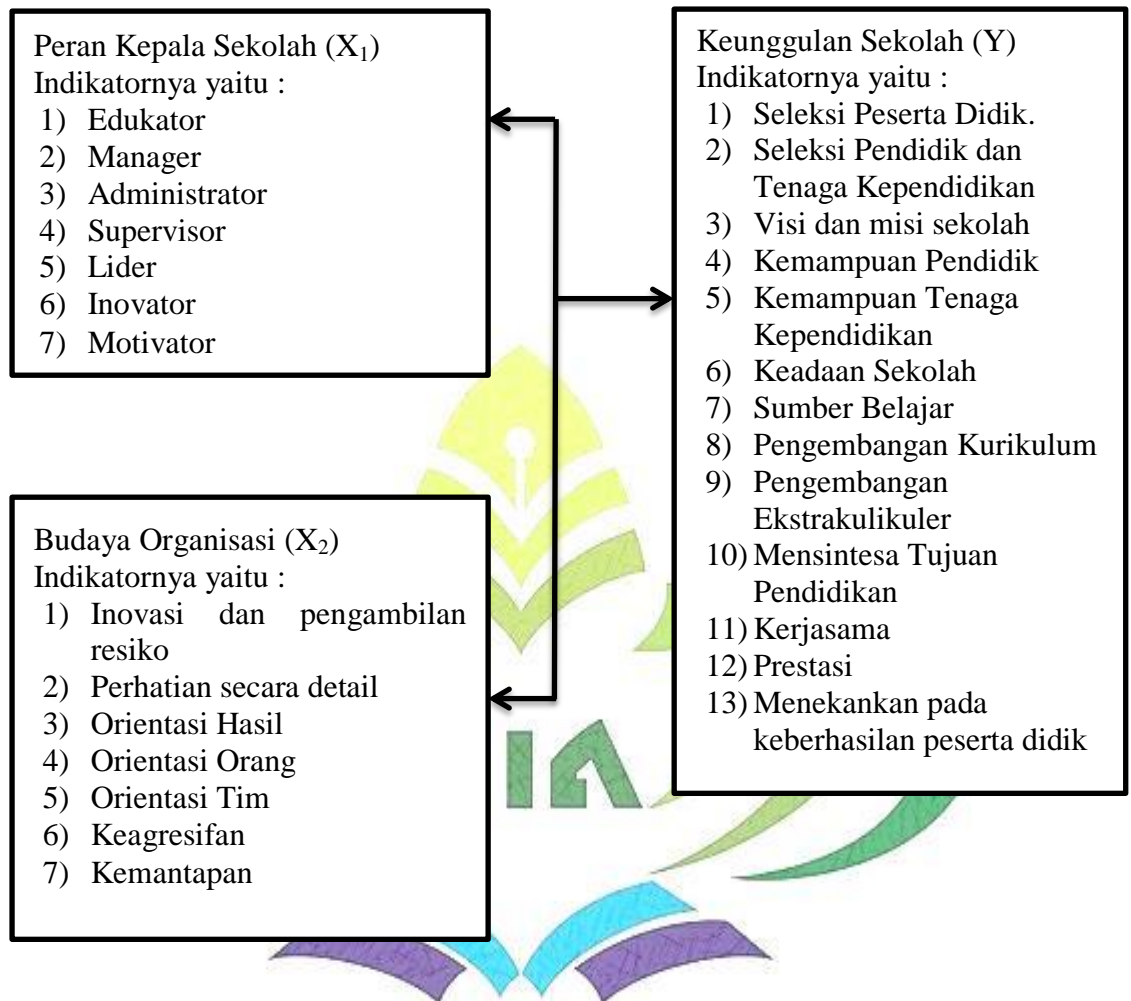 Peran Kepala Sekolah (X₁)
Indikatornya yaitu :
1) Edukator
2) Manager
3) Administrator
4) Supervisor
5) Lider
6) Inovator
7) Motivator
Budaya Organisasi (X₂)
Indikatornya yaitu :
1) Inovasi dan pengambilan
resiko
2) Perhatian secara detail
3) Orientasi Hasil
4) Orientasi Orang
5) Orientasi Tim
6) Keagresifan
7) Kemantapan
Keunggulan Sekolah (Y)
Indikatornya yaitu :
1) Seleksi Peserta Didik.
2) Seleksi Pendidik dan
Tenaga Kependidikan
3) Visi dan misi sekolah
4) Kemampuan Pendidik
5) Kemampuan Tenaga
Kependidikan
6) Keadaan Sekolah
7) Sumber Belajar
8) Pengembangan Kurikulum
9) Pengembangan
Ekstrakulikuler
10) Mensintesa Tujuan
Pendidikan
11) Kerjasama
12) Prestasi
13) Menekankan pada
keberhasilan peserta didik